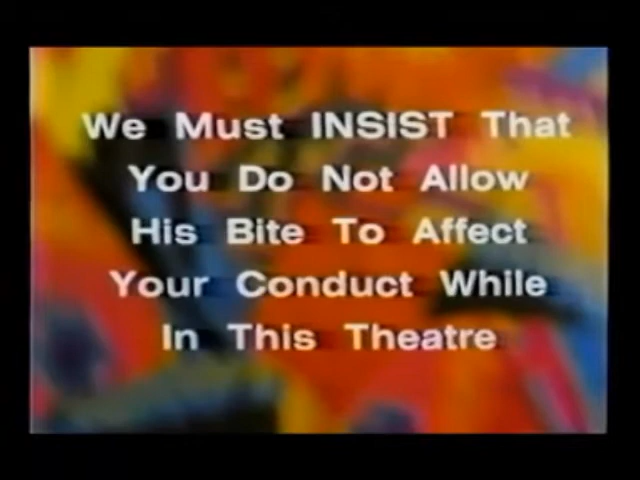 We Must INSIST That
You Do Not Allow
His Bite To Affect
Your Conduct While
In This Theatre